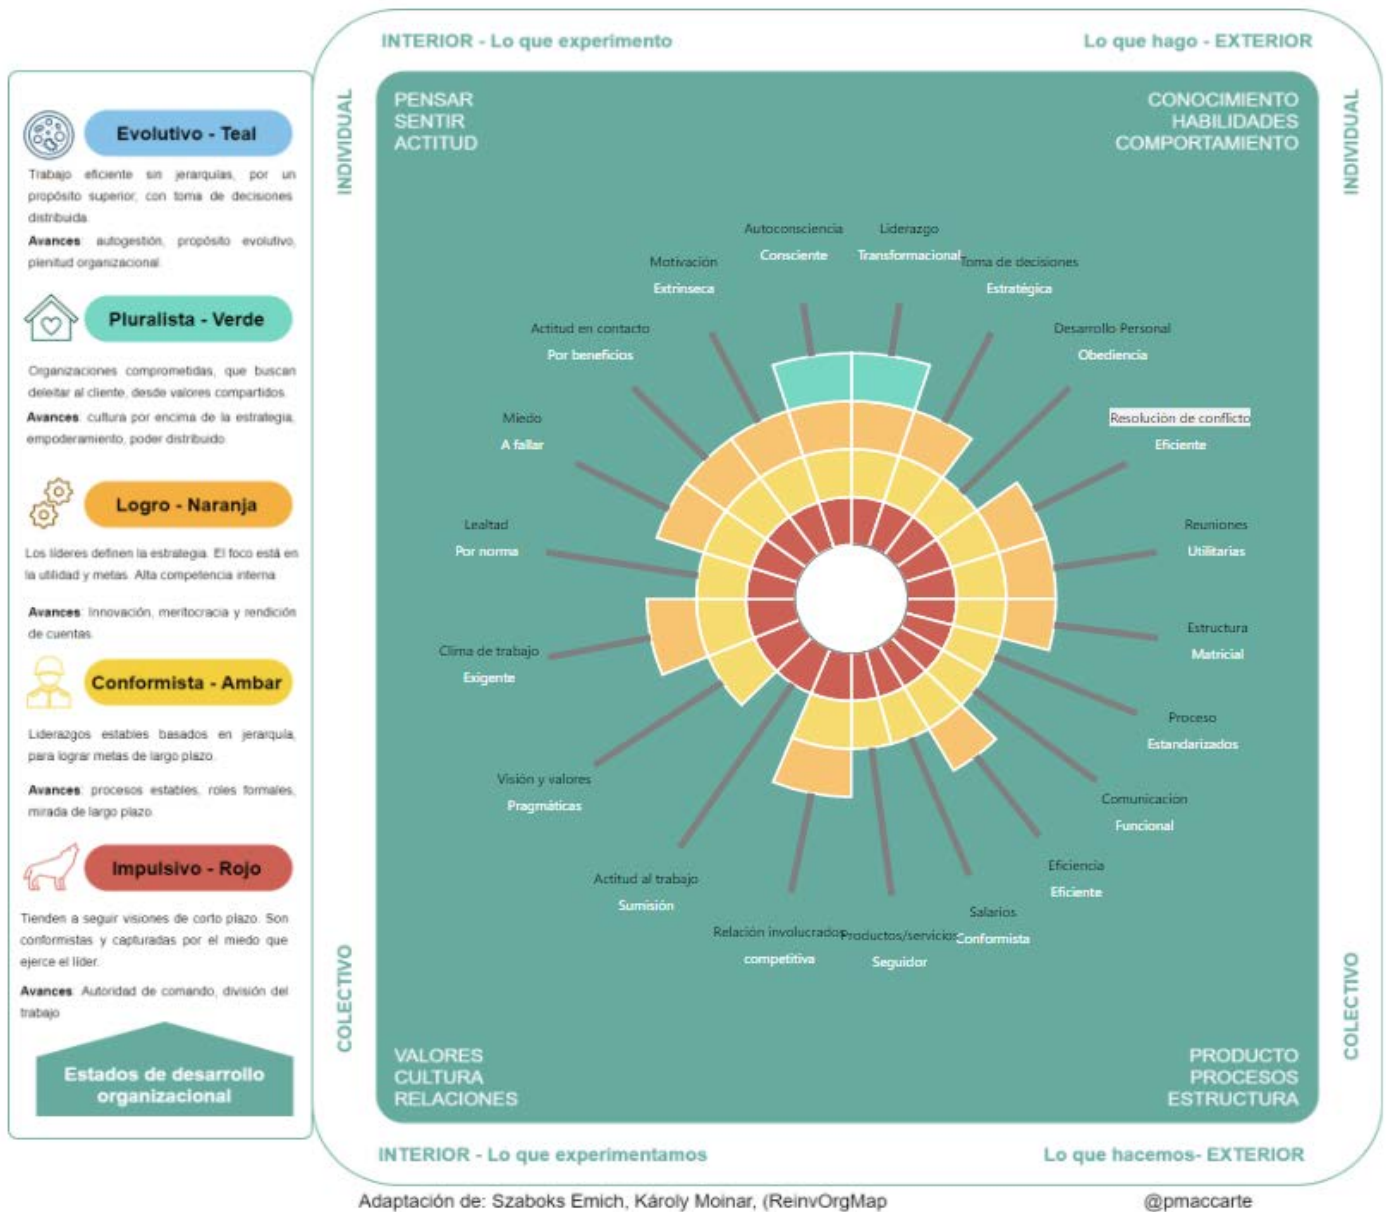 INTERIOR - Lo que experimento
Lo que hago - EXTERIOR
INDIVIDUAL
INDIVIDUAL
PENSAR
SENTIR
ACTITUD
CONOCIMIENTO
HABILIDADES
COMPORTAMIENTO
Evolutivo - Teal
Trabajo eficiente sin jerarquías, por un
propósito superior, con toma de decisiones
distribuida.
Avances: autogestión, propósito evolutivo,
plenitud organizacional.
Pluralista - Verde
Organizaciones comprometidas, que buscan
deleitar al cliente, desde valores compartidos.
Avances: cultura por encima de la estrategia,
empoderamiento, poder distribuido.
Logro - Naranja
Los líderes definen la estrategia. El foco está en
la utilidad y metas. Alta competencia interna
Avances: Innovación, meritocracia y rendición
de cuentas.
Conformista - Ambar
Liderazgos estables basados en jerarquía,
para lograr metas de largo plazo.
Avances: procesos estables, roles formales,
mirada de largo plazo.
Impulsivo - Rojo
Tienden a seguir visiones de corto plazo. Son
conformistas y capturadas por el miedo que
ejerce el líder.
Avances: Autoridad de comando, división del
trabajo
Estados de desarrollo
organizacional
Autoconsciencia
Consciente
Liderazgo
Transformacional
Toma de decisiones
Estratégica
Desarrollo Personal
Obediencia
Resolución de conflicto
Eficiente
Reuniones
Utilitarias
Estructura
Matricial
Proceso
Estandarizados
Comunicación
Funcional
Eficiencia
Eficiente
Salarios
Conformista
Productos/servicios
Seguidor
Relación involucrados
competitiva
Actitud al trabajo
Sumisión
Visión y valores
Pragmáticas
Clima de trabajo
Exigente
Lealtad
Por norma
Miedo
A fallar
Actitud en contacto
Por beneficios
Motivación
Extrinseca
COLECTIVO
COLECTIVO
VALORES
CULTURA
RELACIONES
PRODUCTO
PROCESOS
ESTRUCTURA
INTERIOR - Lo que experimentamos
Lo que hacemos- EXTERIOR
Adaptación de: Szaboks Emich, Károly Moinar, (ReinvOrgMap
@pmaccarte